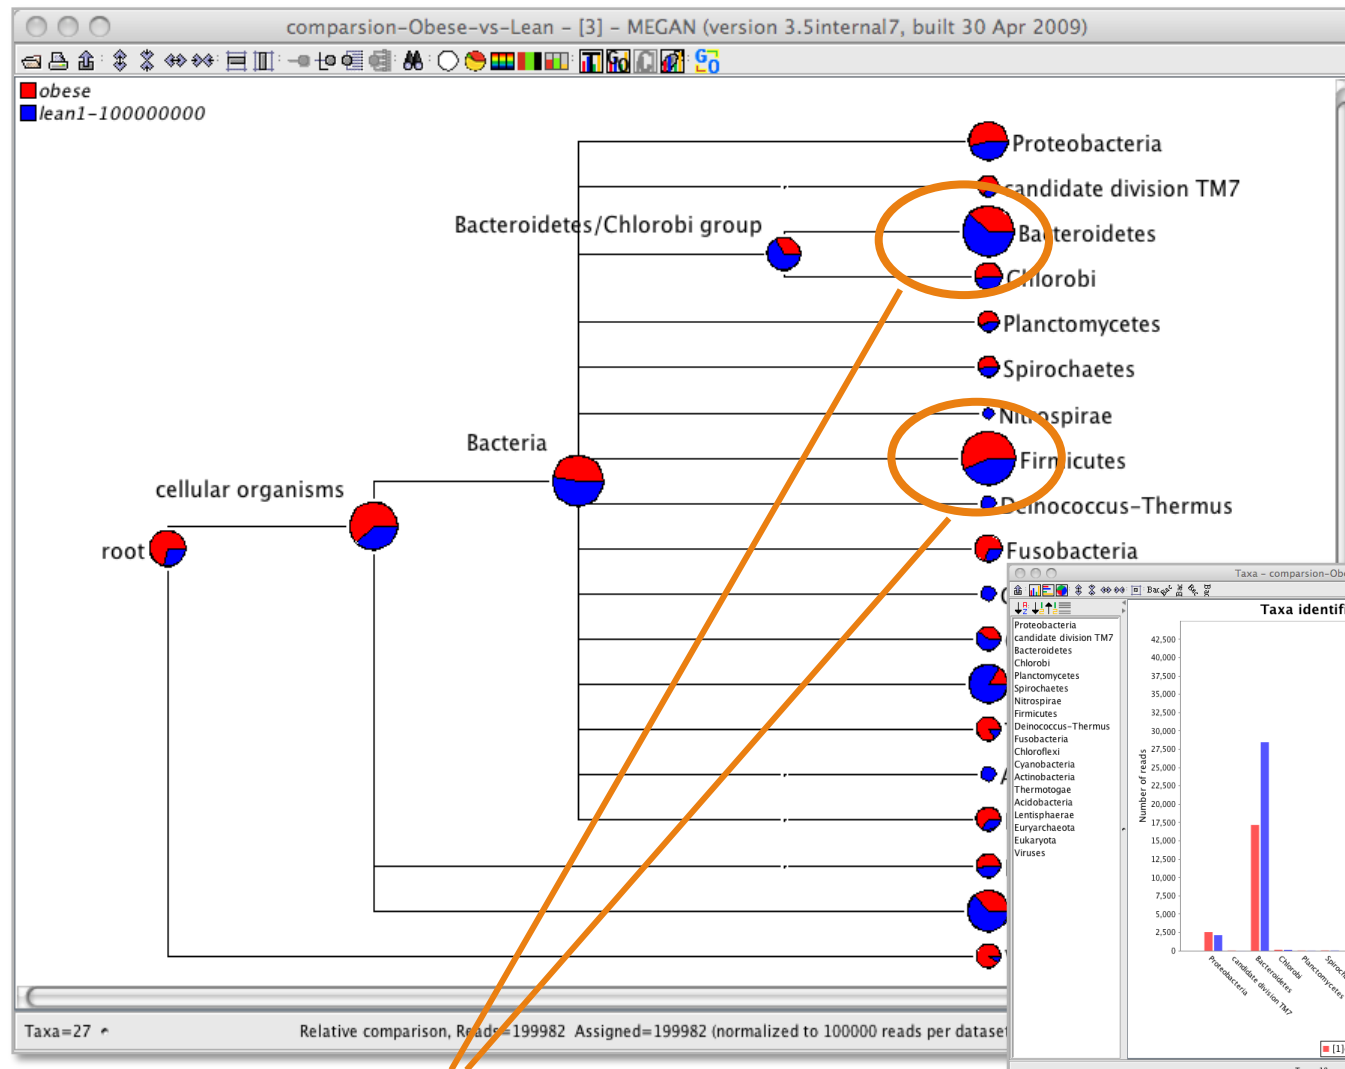 comparsion-Obese-vs-Lean – [3] – MEGAN (version 3.5internal7, built 30 Apr 2009)
obese
lean1-100000000
Proteobacteria
candidate division TM7
Bacteroidetes/Chlorobi group
Bacteroidetes
Chlorobi
Planctomycetes
Spirochaetes
Nitrospirae
Bacteria
Firmicutes
cellular organisms
Deinococcus-Thermus
root
Fusobacteria
Taxa=27
Relative comparison, Reads=199982 Assigned=199982 (normalized to 100000 reads per dataset
Taxa – comparsion-Obe
Taxa identifi
Proteobacteria
candidate division TM7
Bacteroidetes
Chlorobi
Planctomycetes
Spirochaetes
Nitrospirae
Firmicutes
Deinococcus-Thermus
Fusobacteria
Chloroflexi
Cyanobacteria
Actinobacteria
Thermotogae
Acidobacteria
Lentisphaerae
Euryarchaeota
Eukaryota
Viruses
Number of reads
42,500
40,000
37,500
35,000
32,500
30,000
27,500
25,000
22,500
20,000
17,500
15,000
12,500
10,000
7,500
5,000
2,500
0
Proteobacteria
candidate division TM7
Bacteroidetes
Chlorobi
Planctomycetes
Spiroch
[1]